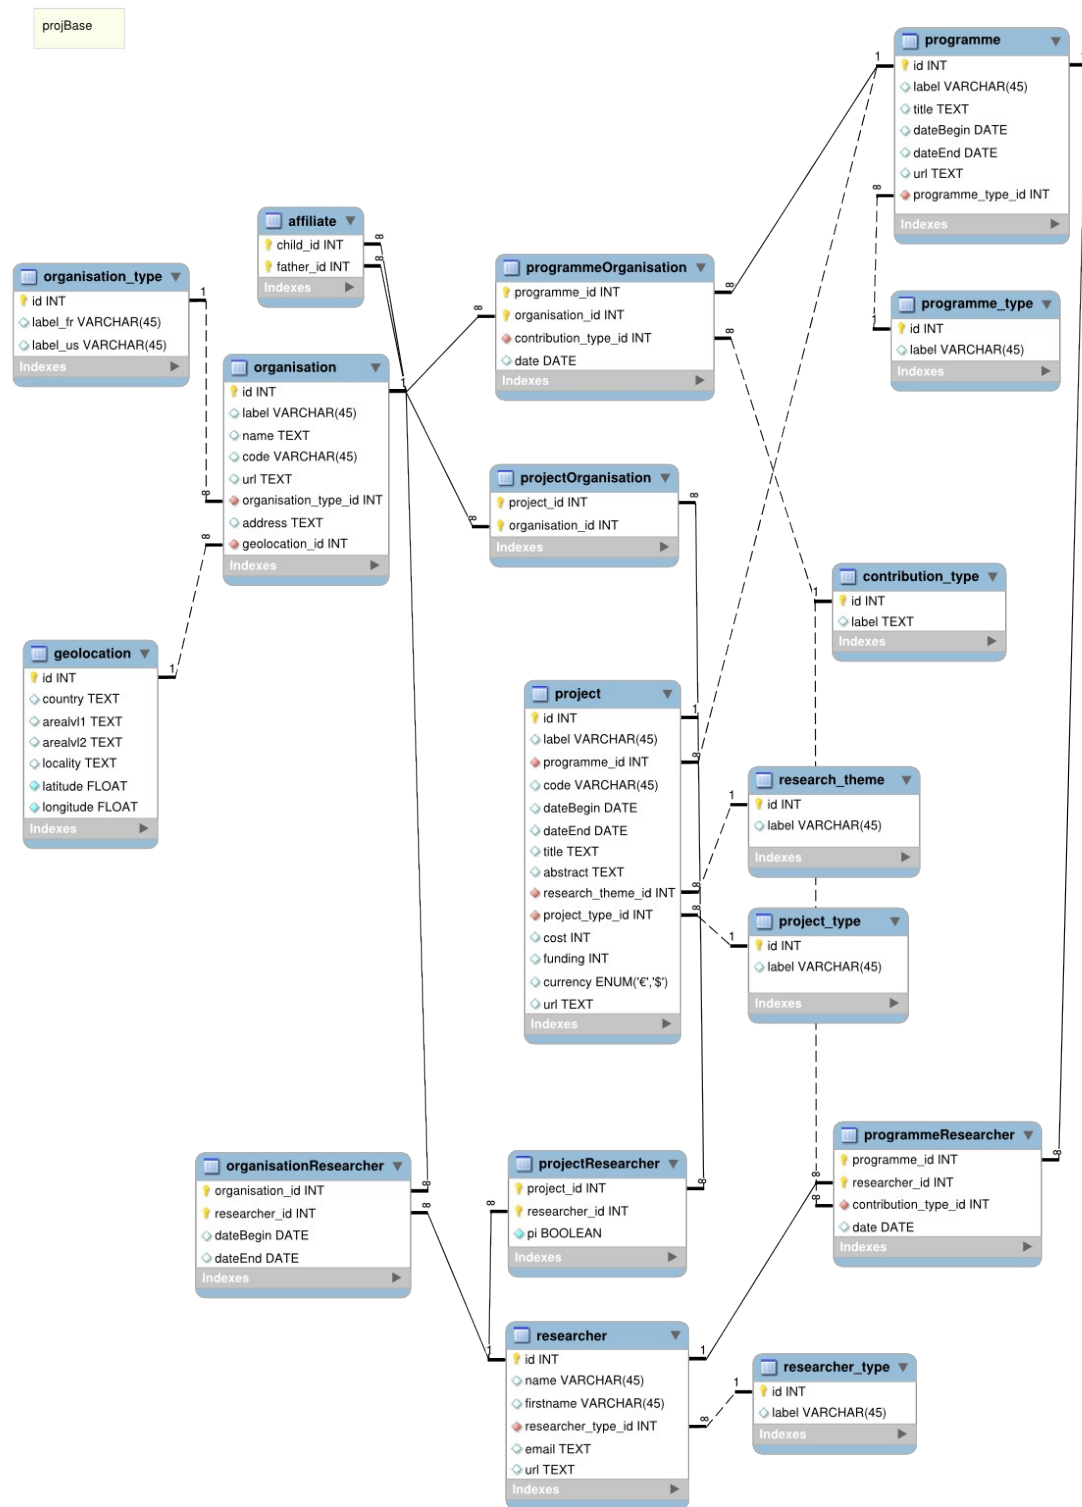 projBase
programme
id INT
label VARCHAR(45)
title TEXT
dateBegin DATE
dateEnd DATE
url TEXT
programme_type_id INT
Indexes
affiliate
child_id INT
father_id INT
Indexes
organisation_type
id INT
label_fr VARCHAR(45)
label_us VARCHAR(45)
Indexes
programmeOrganisation
programme_id INT
organisation_id INT
contribution_type_id INT
date DATE
Indexes
programme_type
id INT
label VARCHAR(45)
Indexes
organisation
id INT
label VARCHAR(45)
name TEXT
code VARCHAR(45)
url TEXT
organisation_type_id INT
address TEXT
geolocation_id INT
Indexes
projectOrganisation
project_id INT
organisation_id INT
Indexes
contribution_type
id INT
label TEXT
Indexes
geolocation
id INT
country TEXT
arealvl1 TEXT
arealvl2 TEXT
locality TEXT
latitude FLOAT
longitude FLOAT
Indexes
project
id INT
label VARCHAR(45)
programme_id INT
code VARCHAR(45)
dateBegin DATE
dateEnd DATE
title TEXT
abstract TEXT
research_theme_id INT
project_type_id INT
cost INT
funding INT
currency ENUM('€','$')
url TEXT
Indexes
research_theme
id INT
label VARCHAR(45)
Indexes
project_type
id INT
label VARCHAR(45)
Indexes
organisationResearcher
organisation_id INT
researcher_id INT
dateBegin DATE
dateEnd DATE
Indexes
projectResearcher
project_id INT
researcher_id INT
pi BOOLEAN
Indexes
programmeResearcher
programme_id INT
researcher_id INT
contribution_type_id INT
date DATE
Indexes
researcher
id INT
name VARCHAR(45)
firstname VARCHAR(45)
researcher_type_id INT
email TEXT
url TEXT
Indexes
researcher_type
id INT
label VARCHAR(45)
Indexes